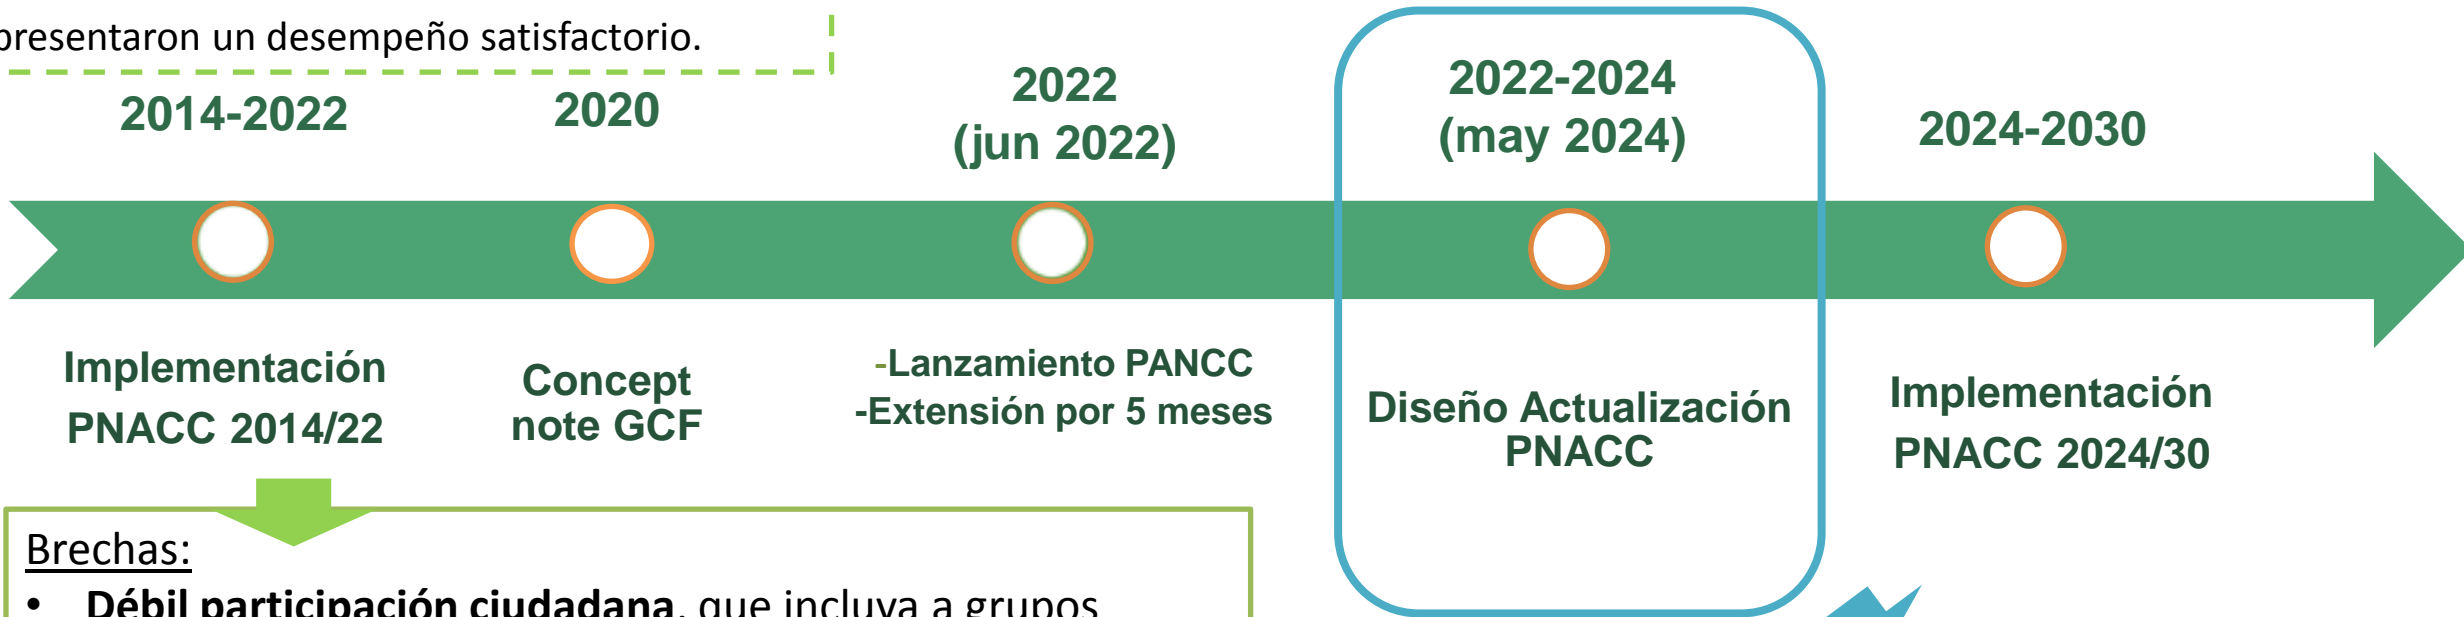 presentaron un desempeño satisfactorio.
2014-2022
2020
2022
(jun 2022)
2022-2024
(may 2024)
2024-2030
Implementación
PNACC 2014/22
Concept
note GCF
-Lanzamiento PANCC
-Extensión por 5 meses
Diseño Actualización
PNACC
Implementación
PNACC 2024/30
Brechas:
• Débil participación ciudadana, que incluya a grupos